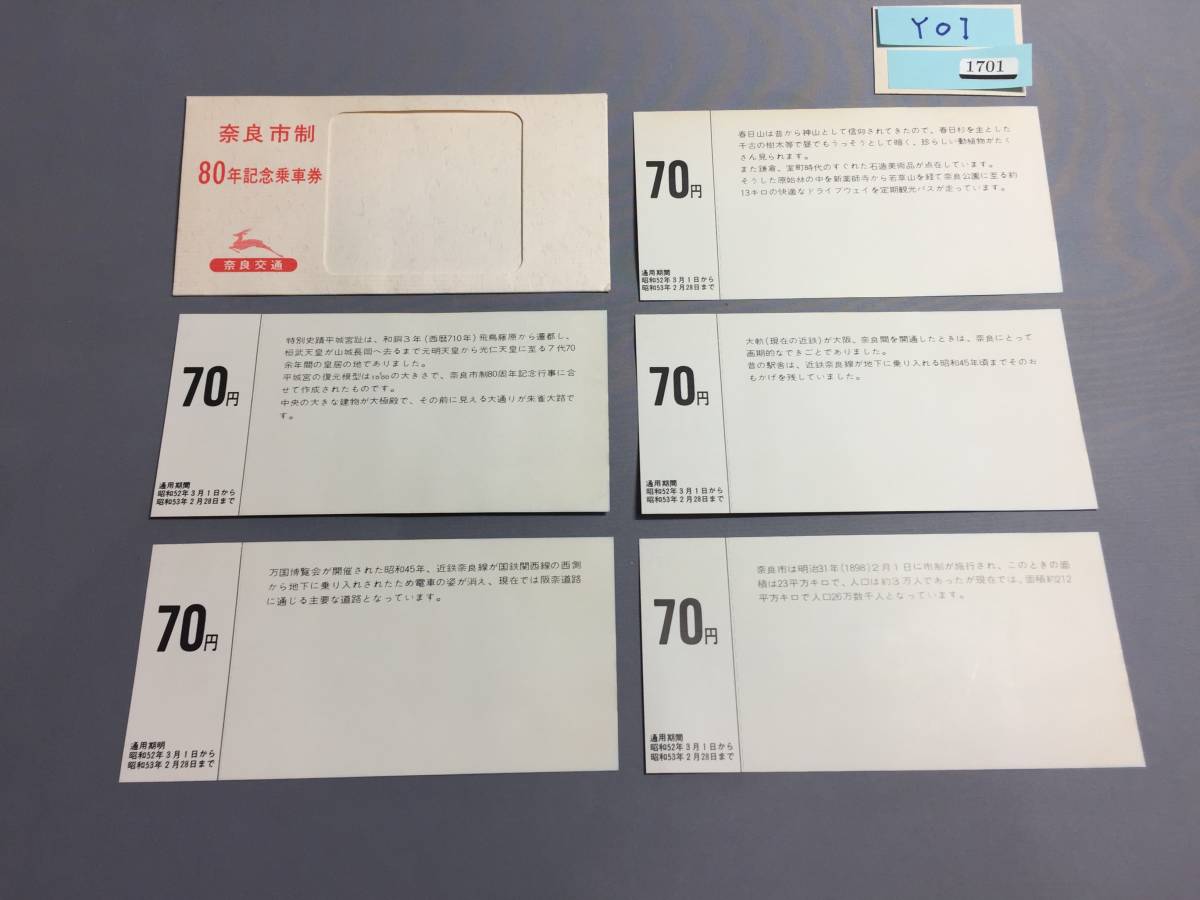 YOI
1701
奈良市制
80年記念乗車券
奈良交通
70円
春日山は昔から神山として信仰されてきたので、春日杉を主とした
千古の樹木等で昼でもうっそうとして暗く、珍らしい動植物がたく
さん見られます。
また鎌倉、室町時代のすぐれた石造美術品が点在しています。
そうした原始林の中を新薬師寺から若草山を経て奈良公園に至る約
13キロの快適なドライブウェイを定期観光バスが走っています。
通用期間
昭和52年3月1日から
昭和53年2月28日まで
70円
特別史蹟平城宮趾は、和銅3年(西暦710年)飛鳥藤原から遷都し、
桓武天皇が山城長岡へ去るまで元明天皇から光仁天皇に至る7代70
余年間の皇居の地でありました。
平城宮の復元模型は1/1000の大きさで、奈良市制80周年記念行事に合
せて作成されたものです。
中央の大きな建物が大極殿で、その前に見える大通りが朱雀大路で
す。
通用期間
昭和52年3月1日から
昭和53年2月28日まで
70円
大軌(現在の近鉄)が大阪、奈良間を開通したときは、奈良にとって
画期的なできごとでありました。
昔の駅舎は、近鉄奈良線が地下に乗り入れる昭和45年頃までそのお
もかげを残していました。
通用期間
昭和52年3月1日から
昭和53年2月28日まで
70円
万国博覧会が開催された昭和45年、近鉄奈良線が国鉄関西線の西側
から地下に乗り入れされたため電車の姿が消え、現在では阪奈道路
に通じる主要な道路となっています。
通用期明
昭和52年3月1日から
昭和53年2月28日まで
70円
奈良市は明治31年(1898)2月1日に市制が施行され、このときの面
積は23平方キロで、人口は約3万人であったが現在では、面積約212
平方キロで人口26万数千人となっています。
通用期間
昭和52年3月1日から
昭和53年2月28日まで